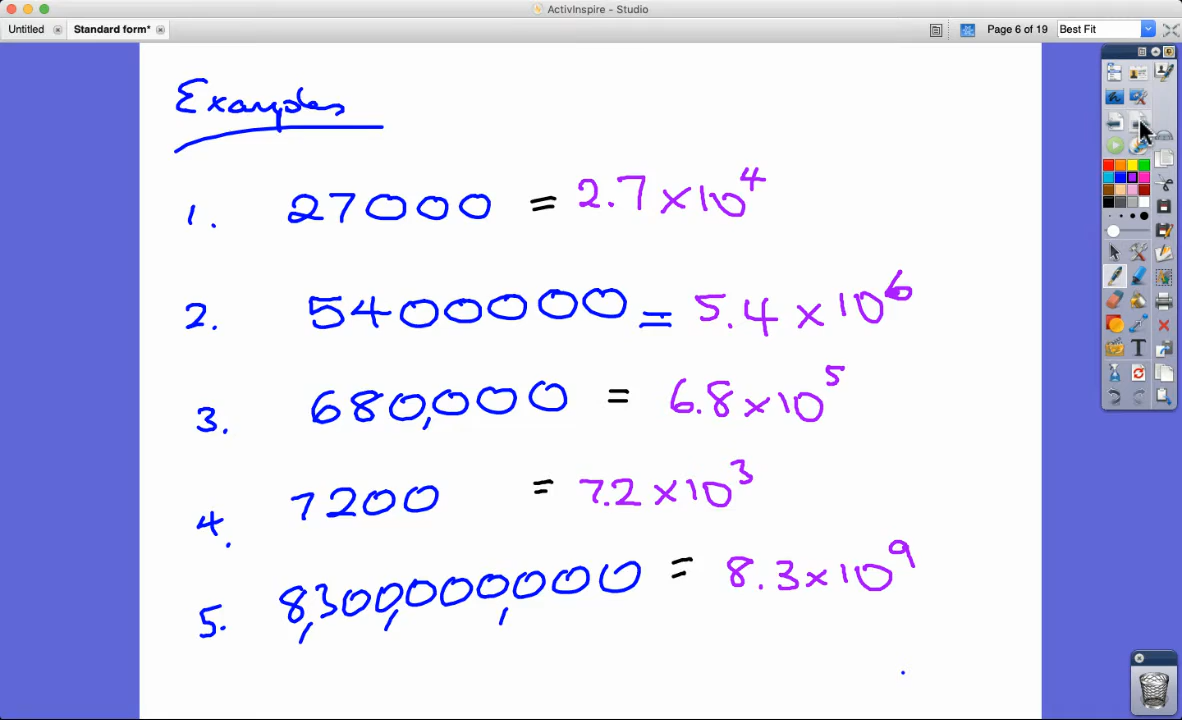 ActivInspire - Studio
Untitled Standard form* Page 6 of 19 Best Fit
Examples
1. 27000 = 2.7 × 10⁴
2. 5400000 = 5.4 × 10⁶
3. 680,000 = 6.8 × 10⁵
4. 7200 = 7.2 × 10³
5. 8,300,000,000 = 8.3 × 10⁹